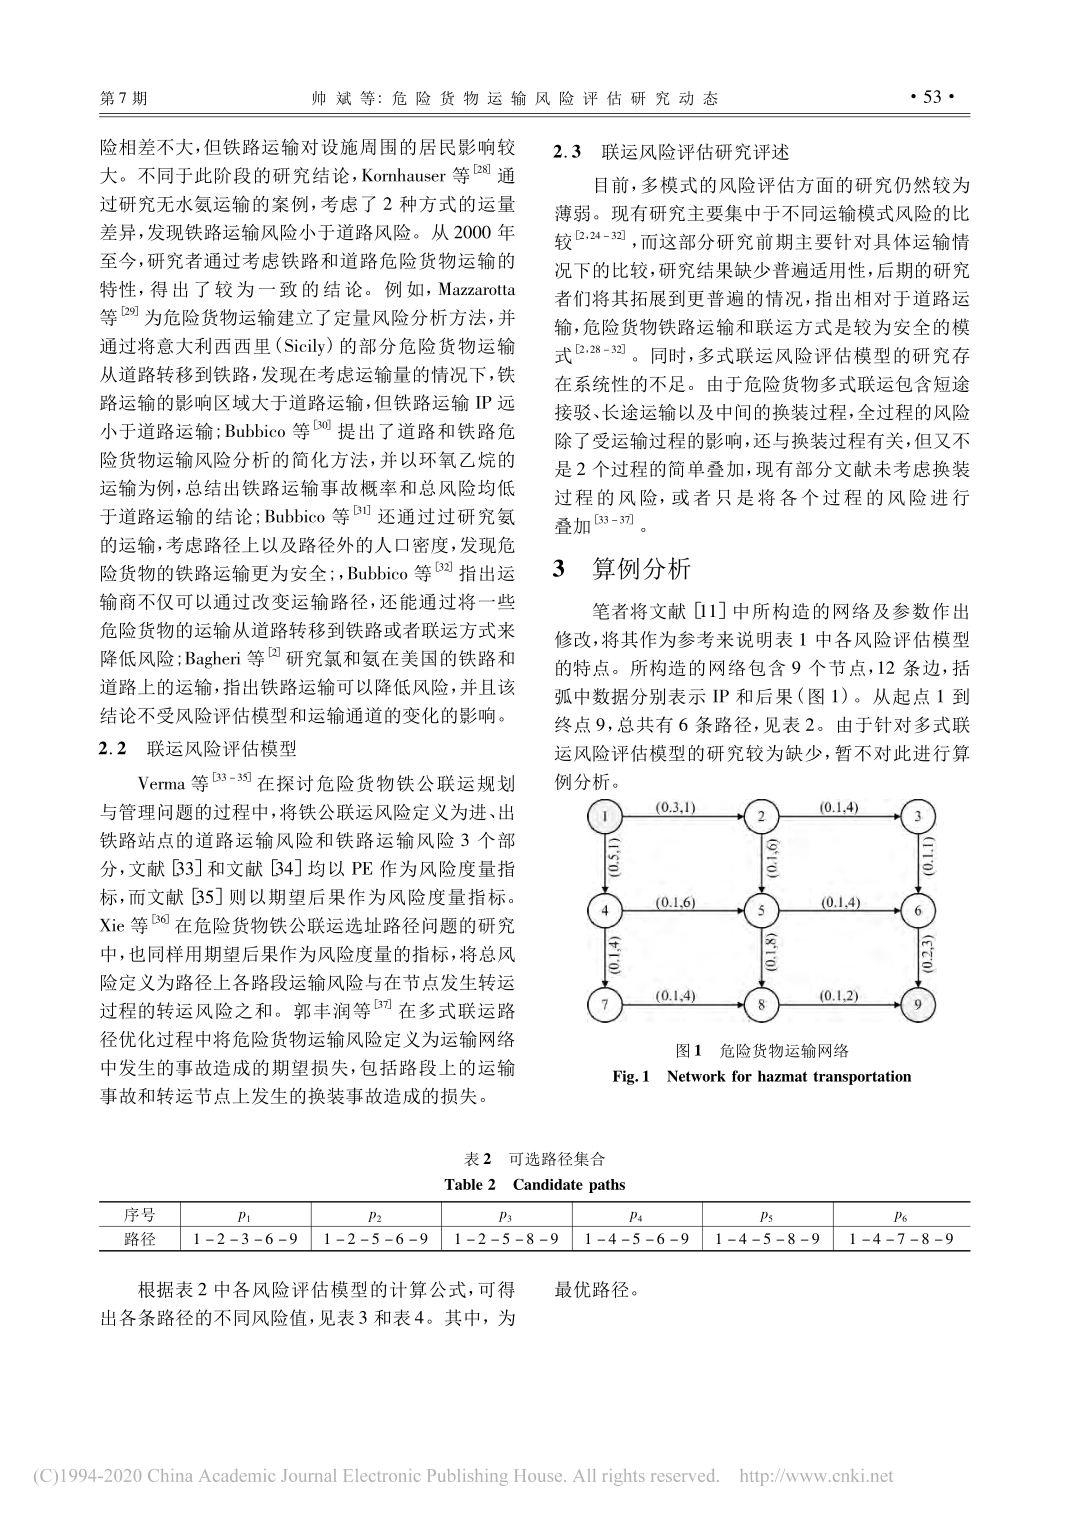 第 7 期 帅 斌 等: 危 险 货 物 运 输 风 险 评 估 研 究 动 态 ·53·
险相差不大,但铁路运输对设施周围的居民影响较
大。不同于此阶段的研究结论,Kornhauser 等[28]通
过研究无水氨运输的案例,考虑了 2 种方式的运量
差异,发现铁路运输风险小于道路风险。从 2000 年
至今,研究者通过考虑铁路和道路危险货物运输的
特性,得出了较为一致的结论。例如,Mazzarotta
等[29]为危险货物运输建立了定量风险分析方法,并
通过将意大利西西里(Sicily)的部分危险货物运输
从道路转移到铁路,发现在考虑运输量的情况下,铁
路运输的影响区域大于道路运输,但铁路运输 IP 远
小于道路运输;Bubbico 等[30]提出了道路和铁路危
险货物运输风险分析的简化方法,并以环氧乙烷的
运输为例,总结出铁路运输事故概率和总风险均低
于道路运输的结论;Bubbico 等[31]还通过过研究氨
的运输,考虑路径上以及路径外的人口密度,发现危
险货物的铁路运输更为安全;,Bubbico 等[32]指出运
输商不仅可以通过改变运输路径,还能通过将一些
危险货物的运输从道路转移到铁路或者联运方式来
降低风险;Bagheri 等[2]研究氯和氨在美国的铁路和
道路上的运输,指出铁路运输可以降低风险,并且该
结论不受风险评估模型和运输通道的变化的影响。
2.2 联运风险评估模型
Verma 等[33-35]在探讨危险货物铁公联运规划
与管理问题的过程中,将铁公联运风险定义为进、出
铁路站点的道路运输风险和铁路运输风险 3 个部
分,文献[33]和文献[34]均以 PE 作为风险度量指
标,而文献[35]则以期望后果作为风险度量指标。
Xie 等[36]在危险货物铁公联运选址路径问题的研究
中,也同样用期望后果作为风险度量的指标,将总风
险定义为路径上各路段运输风险与在节点发生转运
过程的转运风险之和。郭丰润等[37]在多式联运路
径优化过程中将危险货物运输风险定义为运输网络
中发生的事故造成的期望损失,包括路段上的运输
事故和转运节点上发生的换装事故造成的损失。
2.3 联运风险评估研究评述
目前,多模式的风险评估方面的研究仍然较为
薄弱。现有研究主要集中于不同运输模式风险的比
较[2,24-32],而这部分研究前期主要针对具体运输情
况下的比较,研究结果缺少普遍适用性,后期的研究
者们将其拓展到更普遍的情况,指出相对于道路运
输,危险货物铁路运输和联运方式是较为安全的模
式[2,28-32]。同时,多式联运风险评估模型的研究存
在系统性的不足。由于危险货物多式联运包含短途
接驳、长途运输以及中间的换装过程,全过程的风险
除了受运输过程的影响,还与换装过程有关,但又不
是 2 个过程的简单叠加,现有部分文献未考虑换装
过程的风险,或者只是将各个过程的风险进行
叠加[33-37]。
3 算例分析
笔者将文献[11]中所构造的网络及参数作出
修改,将其作为参考来说明表 1 中各风险评估模型
的特点。所构造的网络包含 9 个节点,12 条边,括
弧中数据分别表示 IP 和后果(图 1)。从起点 1 到
终点 9,总共有 6 条路径,见表 2。由于针对多式联
运风险评估模型的研究较为缺少,暂不对此进行算
例分析。
1 (0.3,1) 2 (0.1,4) 3
(0.5,1) (0.1,6) (0.1.1)
4 (0.1,6) 5 (0.1,4) 6
(0.1,4) (0.1,8) (0.2,3)
7 (0.1,4) 8 (0.1,2) 9
图 1 危险货物运输网络
Fig. 1 Network for hazmat transportation
表 2 可选路径集合
Table 2 Candidate paths
序号 p1 p2 p3 p4 p5 p6
路径 1-2-3-6-9 1-2-5-6-9 1-2-5-8-9 1-4-5-6-9 1-4-5-8-9 1-4-7-8-9
根据表 2 中各风险评估模型的计算公式,可得
出各条路径的不同风险值,见表 3 和表 4。其中,为
最优路径。
(C)1994-2020 China Academic Journal Electronic Publishing House. All rights reserved. http://www.cnki.net